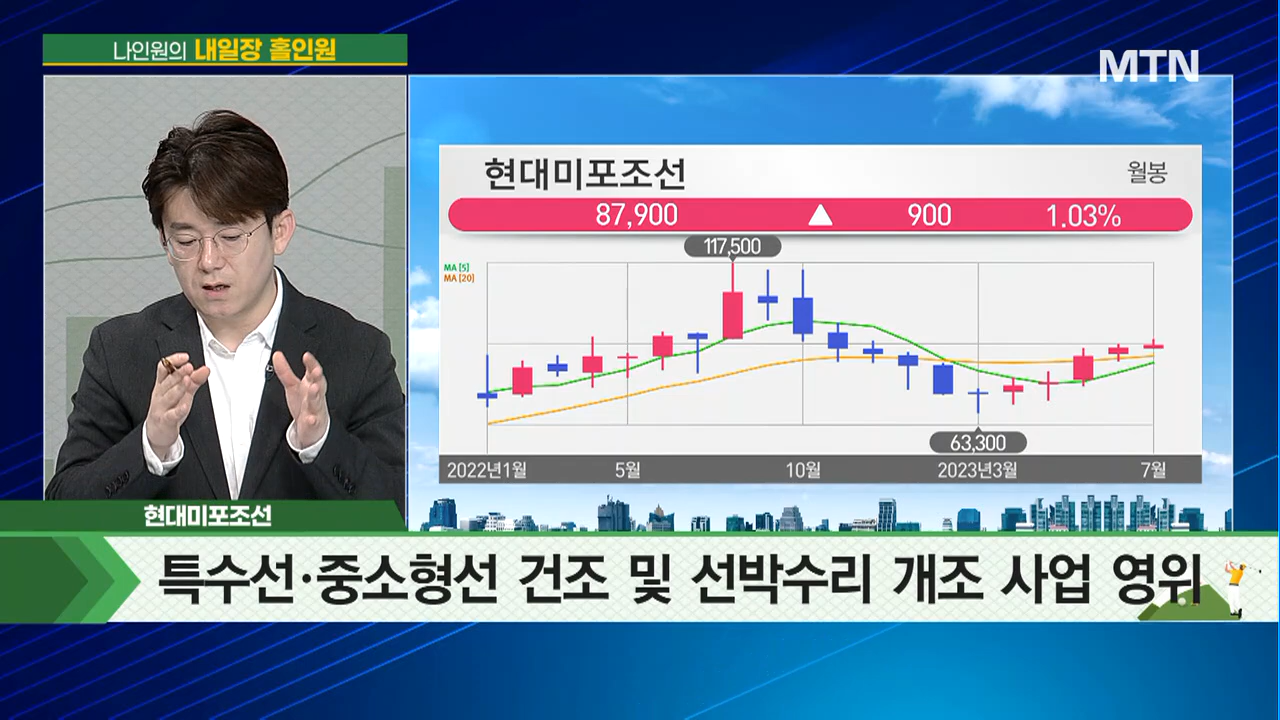 나인원의 내일장 홀인원
MTN
현대미포조선
월봉
87,900 ▲ 900 1.03%
117,500
MA [5]
MA [20]
63,300
2022년1월 5월 10월 2023년3월 7월
현대미포조선
특수선·중소형선 건조 및 선박수리 개조 사업 영위